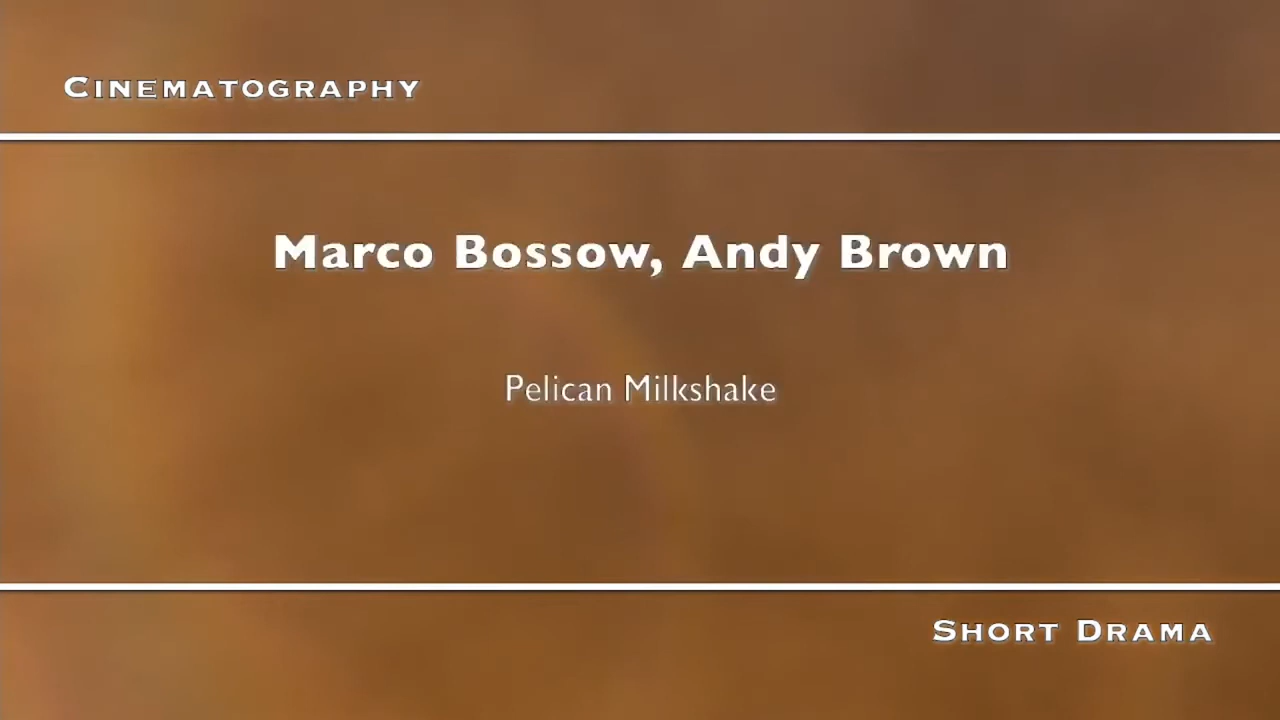 Cinematography
Marco Bossow, Andy Brown
Pelican Milkshake
Short Drama